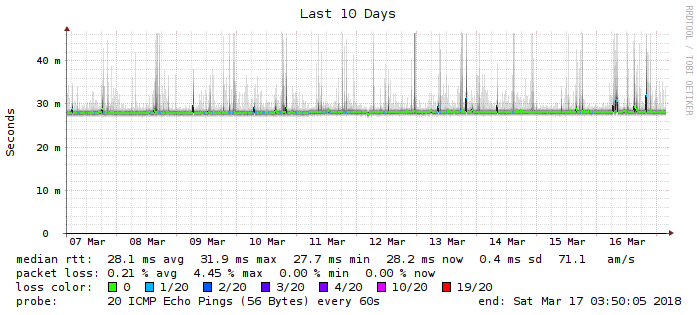 Last 10 Days
RRDTOOL / TOBI OETIKER
Seconds
40 m
30 m
20 m
10 m
0
07 Mar 08 Mar 09 Mar 10 Mar 11 Mar 12 Mar 13 Mar 14 Mar 15 Mar 16 Mar
median rtt: 28.1 ms avg 31.9 ms max 27.7 ms min 28.2 ms now 0.4 ms sd 71.1 am/s
packet loss: 0.21 % avg 4.45 % max 0.00 % min 0.00 % now
loss color: 0 1/20 2/20 3/20 4/20 10/20 19/20
probe: 20 ICMP Echo Pings (56 Bytes) every 60s end: Sat Mar 17 03:50:05 2018